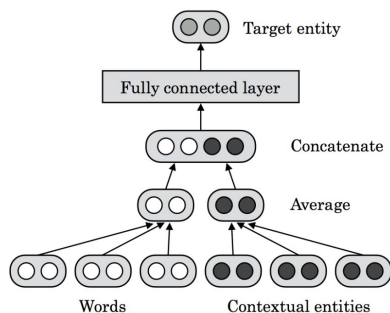 Target entity
Fully connected layer
Concatenate
Average
Words
Contextual entities